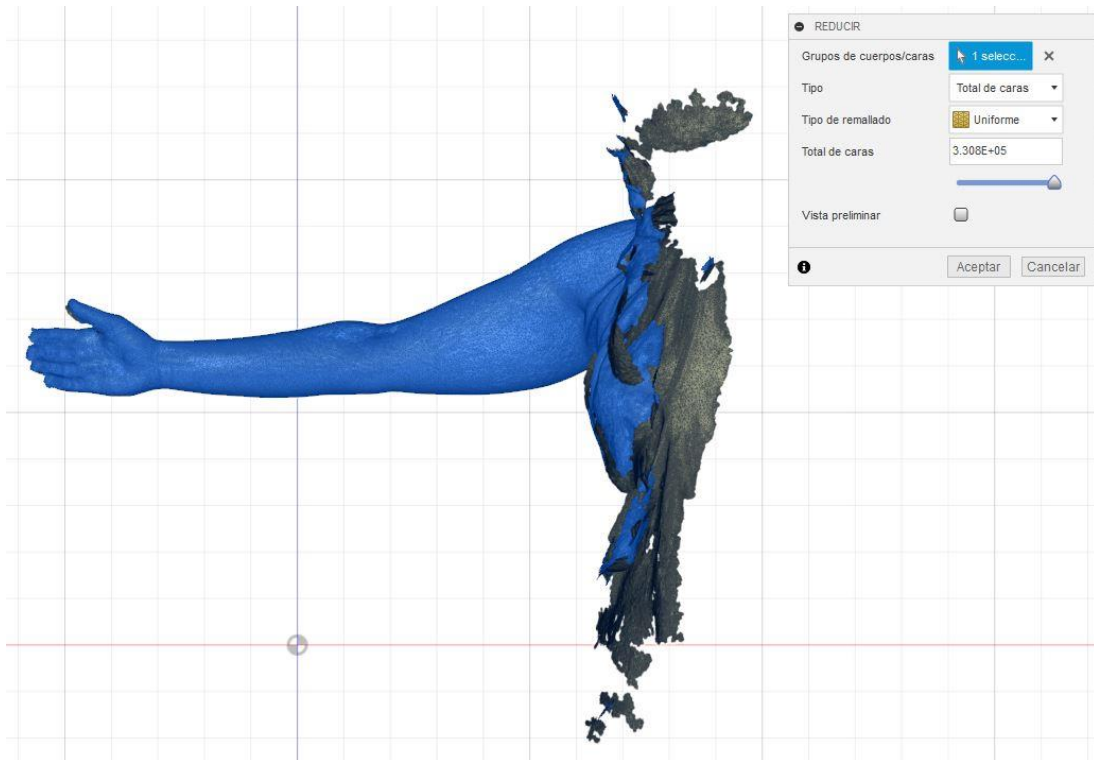 REDUCIR
Grupos de cuerpos/caras 1 selecc...
Tipo Total de caras
Tipo de remallado Uniforme
Total de caras 3.308E+05
Vista preliminar
Aceptar Cancelar